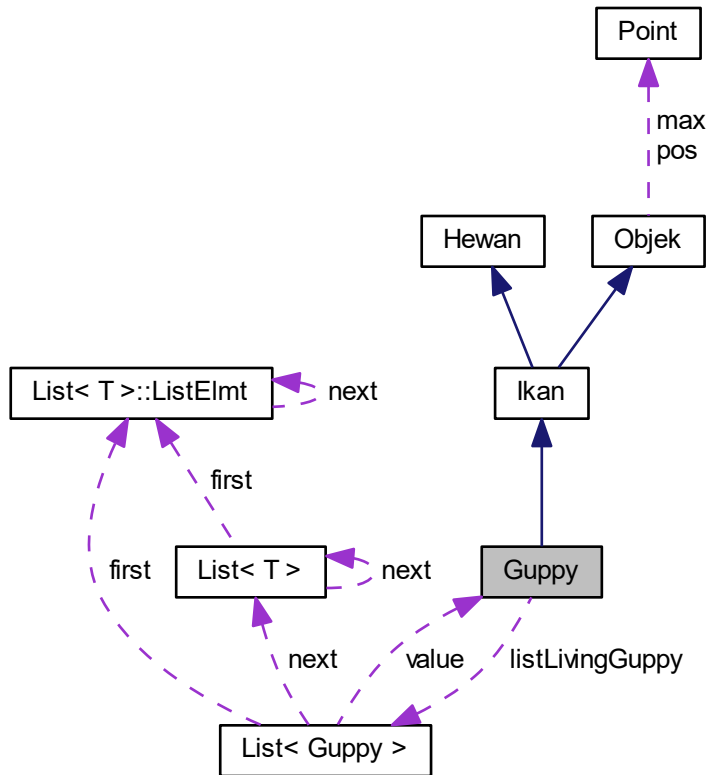 Point
max
pos
Hewan
Objek
List< T >::ListElmt
next
Ikan
first
first
List< T >
next
Guppy
next
value
listLivingGuppy
List< Guppy >